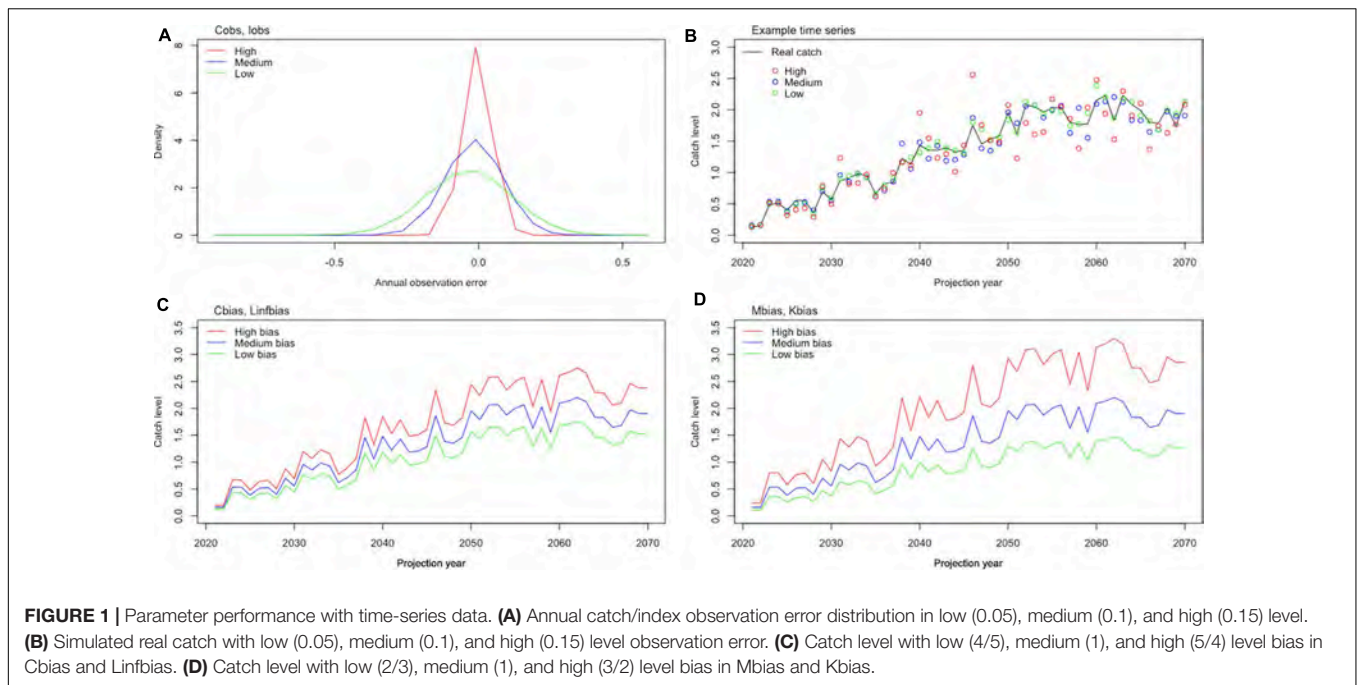 A
Cobs, Iobs
High
Medium
Low
Density
8
6
4
2
0
-0.5
0.0
0.5
Annual observation error
B
Example time series
Real catch
High
Medium
Low
Catch level
3.0
2.5
2.0
1.5
1.0
0.5
0.0
2020
2030
2040
2050
2060
2070
Projection year
C
Cbias, Linfbias
High bias
Medium bias
Low bias
Catch level
3.5
3.0
2.5
2.0
1.5
1.0
0.5
0.0
2020
2030
2040
2050
2060
2070
Projection year
D
Mbias, Kbias
High bias
Medium bias
Low bias
Catch level
3.5
3.0
2.5
2.0
1.5
1.0
0.5
0.0
2020
2030
2040
2050
2060
2070
Projection year
FIGURE 1 | Parameter performance with time-series data. (A) Annual catch/index observation error distribution in low (0.05), medium (0.1), and high (0.15) level.
(B) Simulated real catch with low (0.05), medium (0.1), and high (0.15) level observation error. (C) Catch level with low (4/5), medium (1), and high (5/4) level bias in
Cbias and Linfbias. (D) Catch level with low (2/3), medium (1), and high (3/2) level bias in Mbias and Kbias.